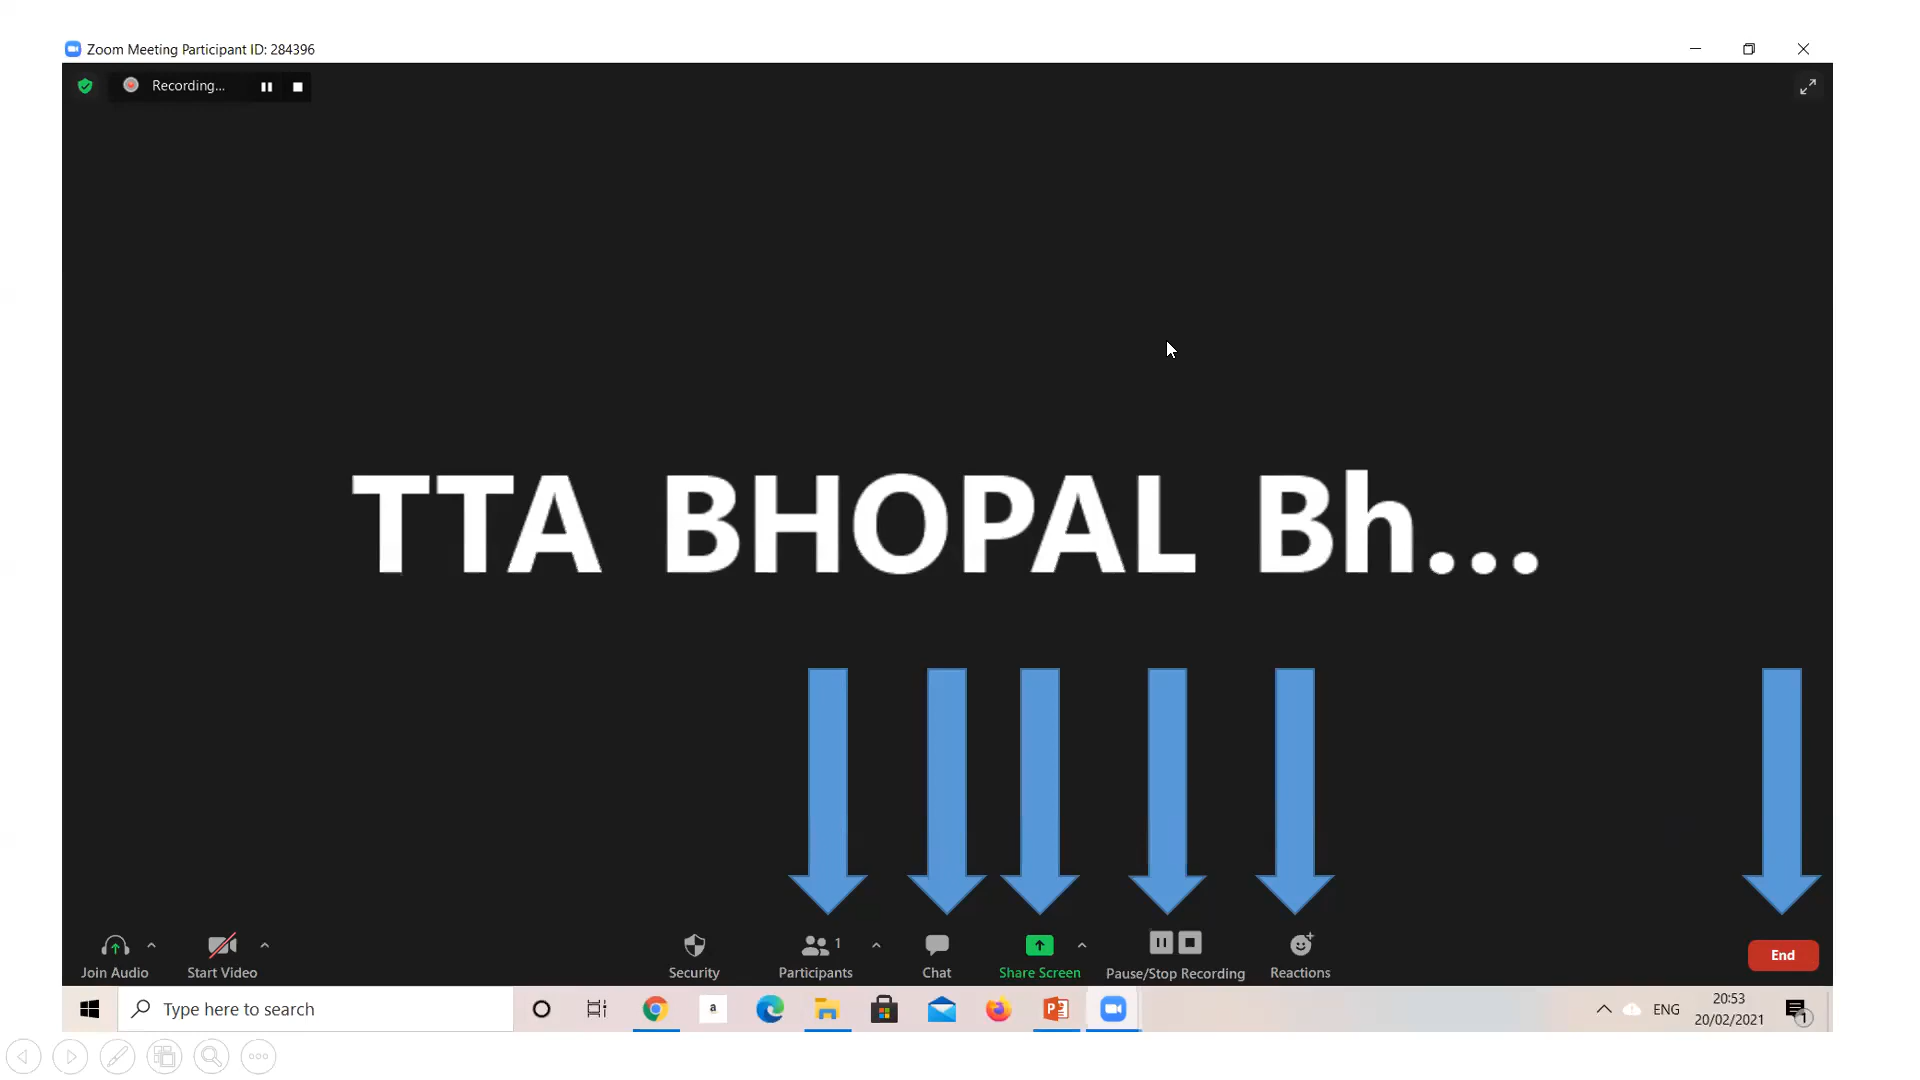 Zoom Meeting Participant ID: 284396
Recording...
TTA BHOPAL Bh...
Join Audio
Start Video
Security
Participants 1
Chat
Share Screen
Pause/Stop Recording
Reactions
End
Type here to search
a
ENG
20:53
20/02/2021
1